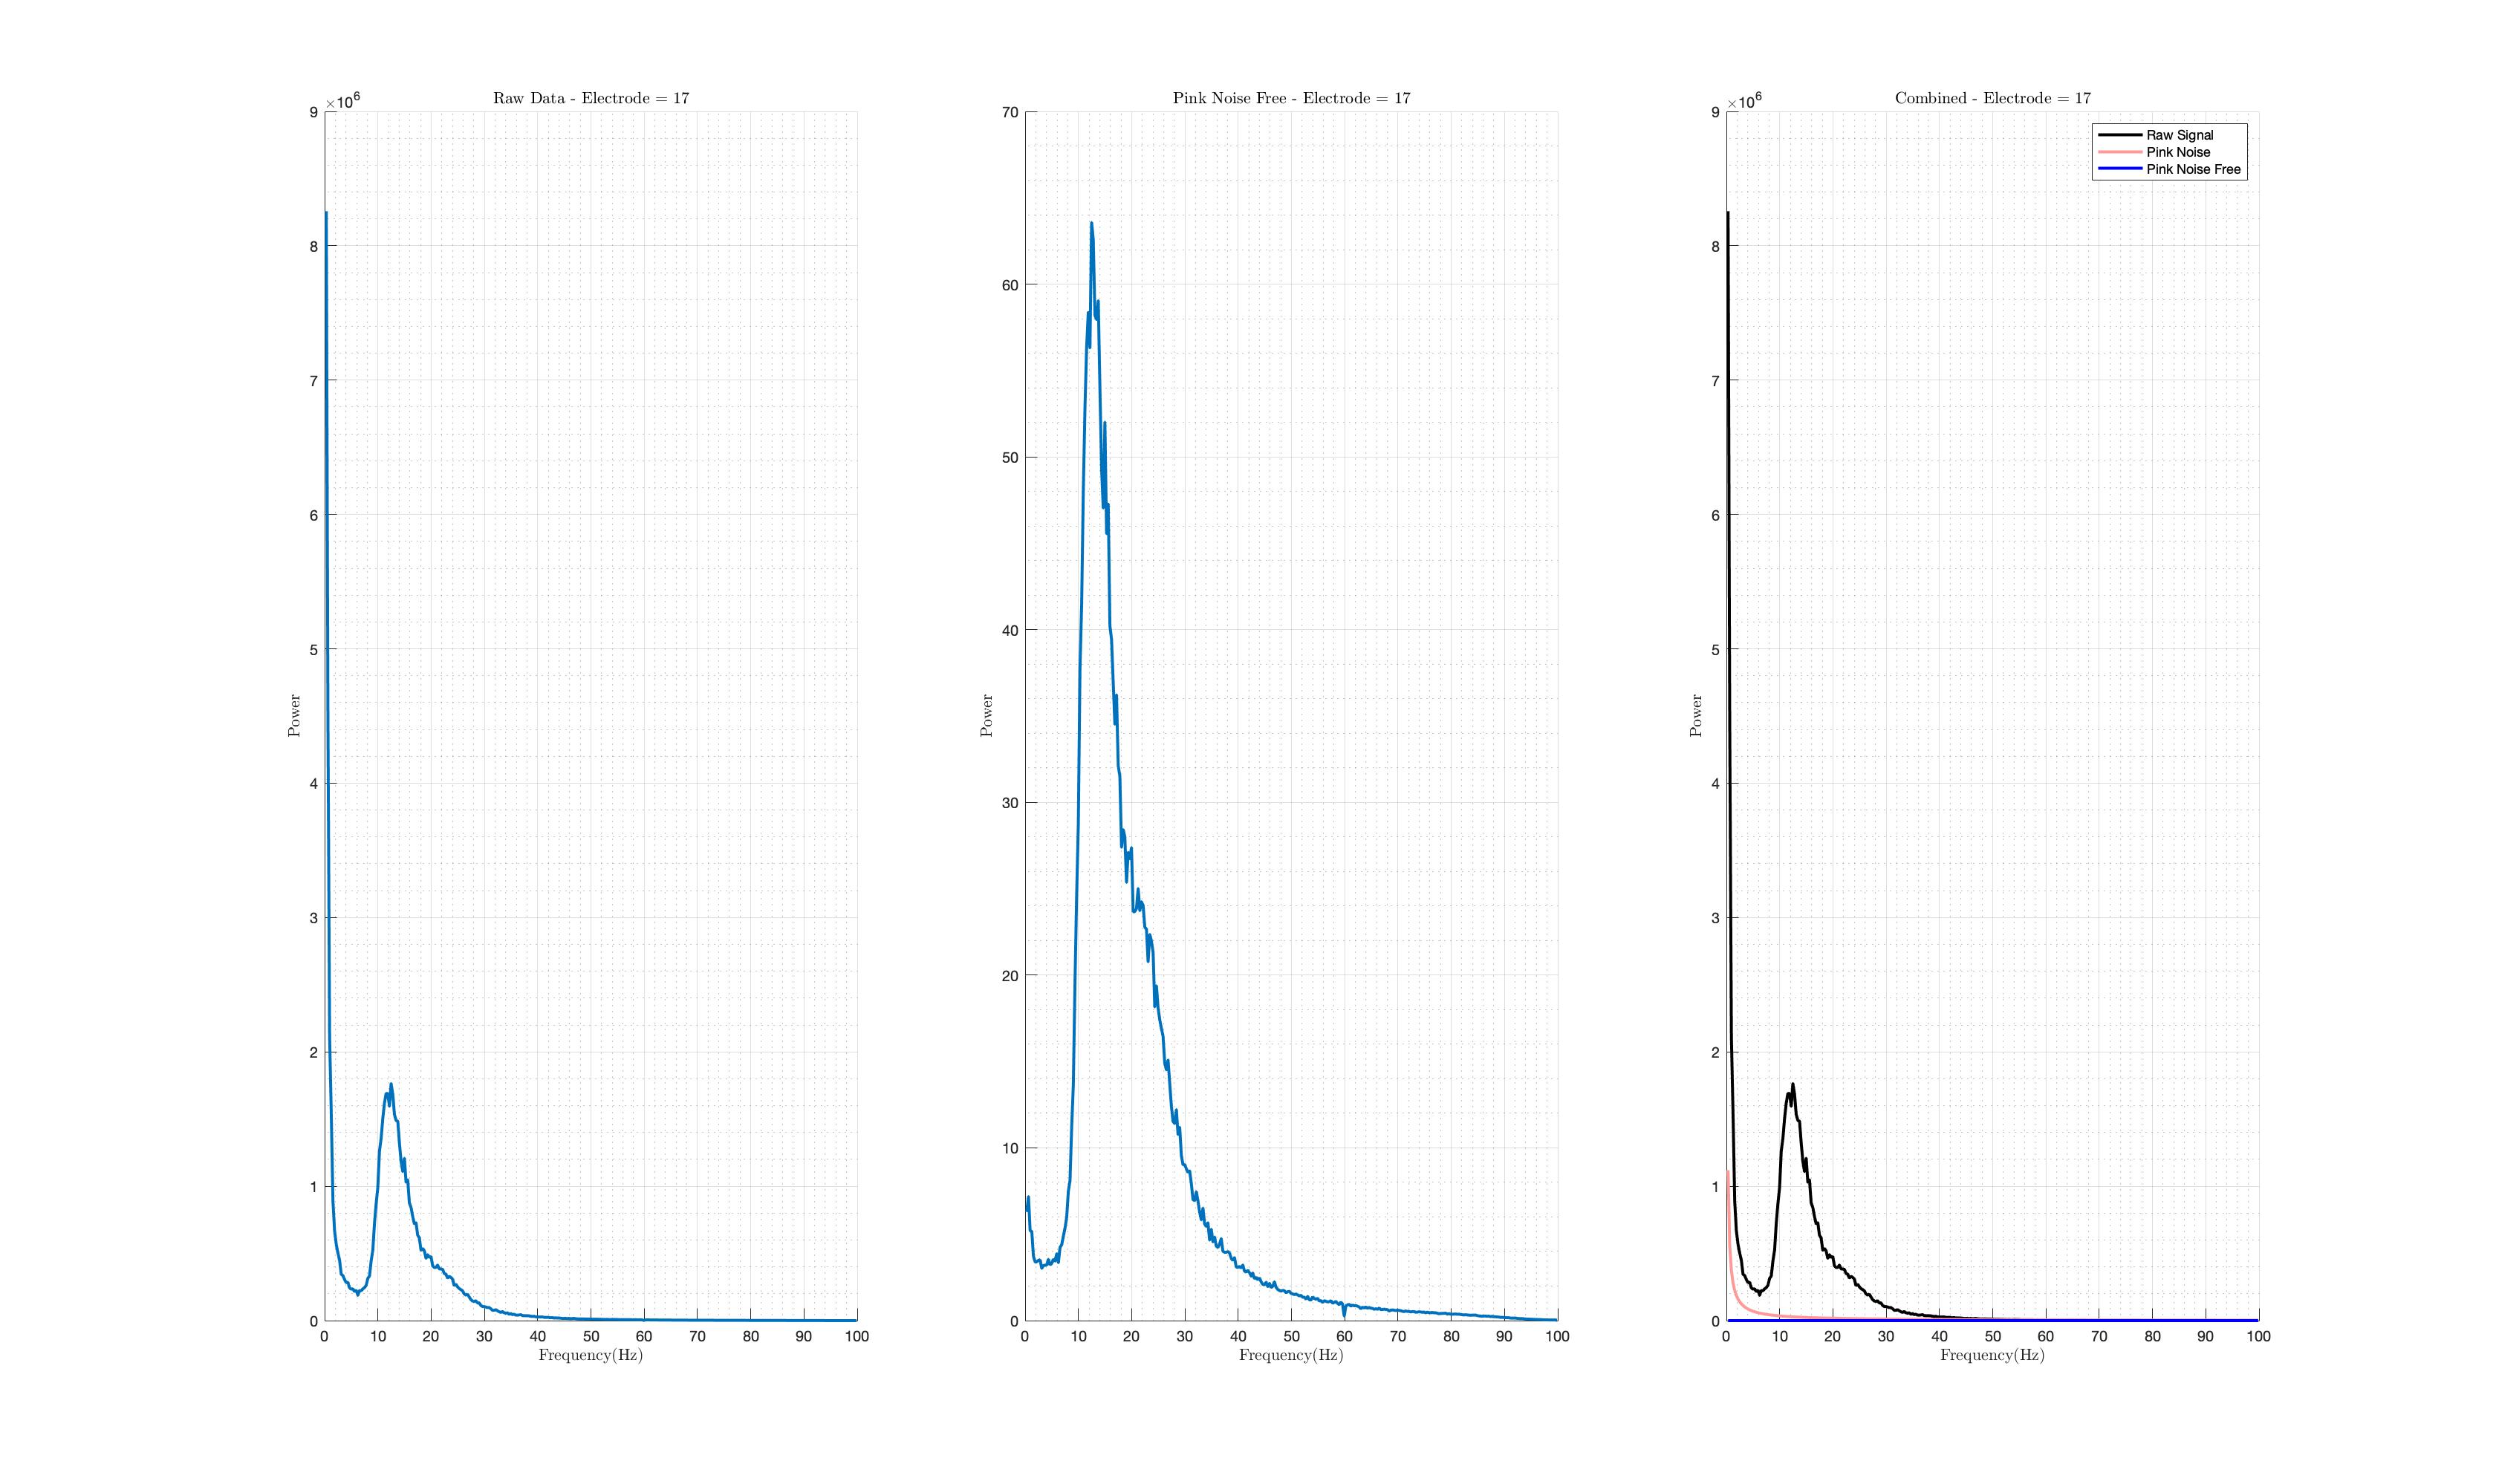 Raw Data - Electrode = 17
×10⁶
9
8
7
6
5
4
3
2
1
0
Power
0 10 20 30 40 50 60 70 80 90 100
Frequency(Hz)
Pink Noise Free - Electrode = 17
70
60
50
40
30
20
10
0
Power
0 10 20 30 40 50 60 70 80 90 100
Frequency(Hz)
Combined - Electrode = 17
×10⁶
9
8
7
6
5
4
3
2
1
0
Power
Raw Signal
Pink Noise
Pink Noise Free
0 10 20 30 40 50 60 70 80 90 100
Frequency(Hz)